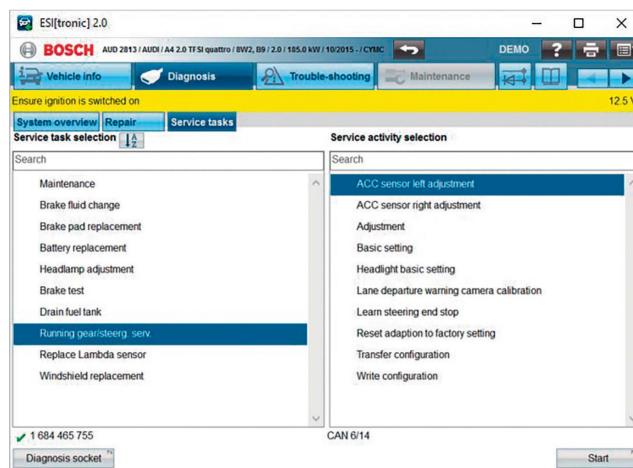 ESI[tronic] 2.0
BOSCH AUD 2813 / AUDI / A4 2.0 TFSI quattro / 8W2, B9 / 2.0 / 185.0 kW / 10/2015 - / CYMC DEMO ?
Vehicle info Diagnosis Trouble-shooting Maintenance
Ensure ignition is switched on 12.5 V
System overview Repair Service tasks
Service task selection A Z Service activity selection
Search Search
Maintenance ACC sensor left adjustment
Brake fluid change ACC sensor right adjustment
Brake pad replacement Adjustment
Battery replacement Basic setting
Headlamp adjustment Headlight basic setting
Brake test Lane departure warning camera calibration
Drain fuel tank Learn steering end stop
Running gear/steerg. serv. Reset adaption to factory setting
Replace Lambda sensor Transfer configuration
Windshield replacement Write configuration
1 684 465 755 CAN 6/14
Diagnosis socket Start